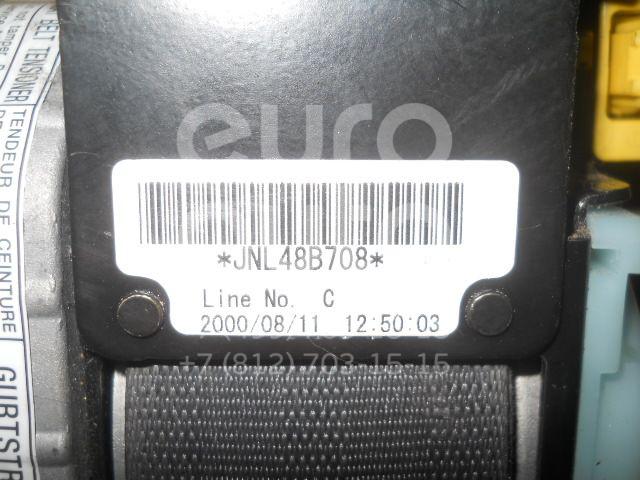 euro
*JNL48B708*
Line No. C
2000/08/11 12:50:03
+7 (812) 703-15-15
BELT TENSIONER
TENDEUR DE CEINTURE